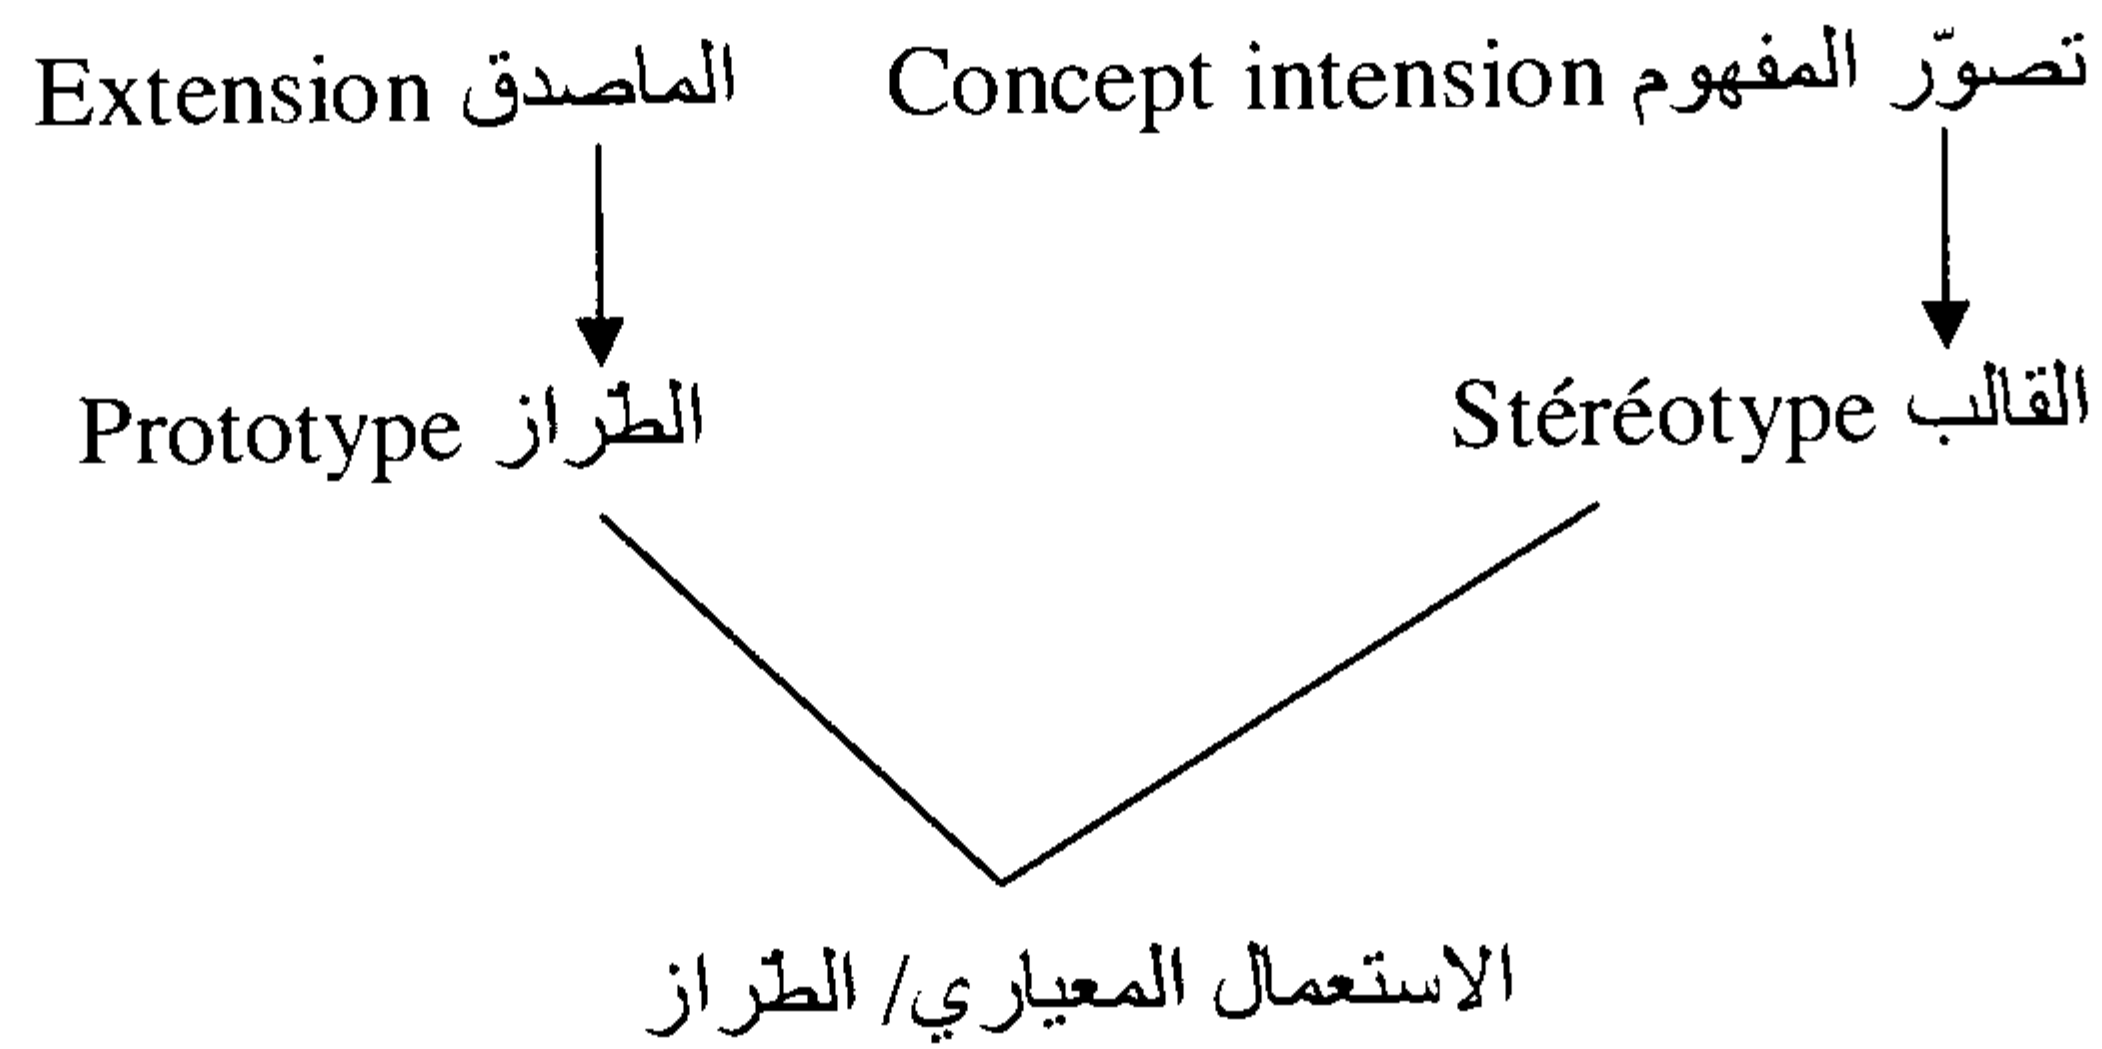 تصوّر المفهوم Concept intension
الماصدق Extension
القالب Stéréotype
الطّراز Prototype
الاستعمال المعياري/ الطّراز